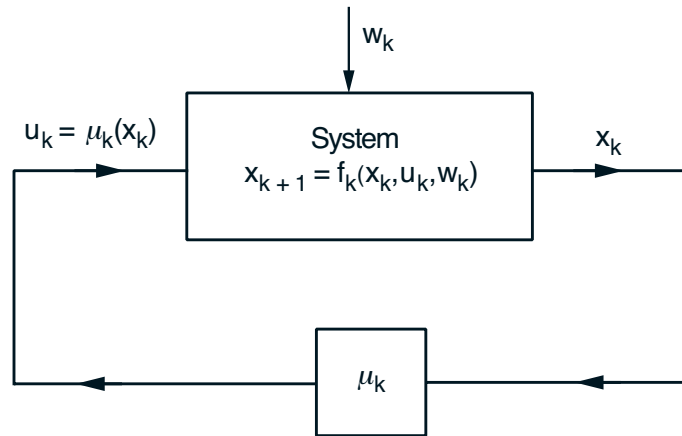 w_k
u_k = μ_k(x_k)
System
x_{k + 1} = f_k(x_k,u_k,w_k)
x_k
μ_k